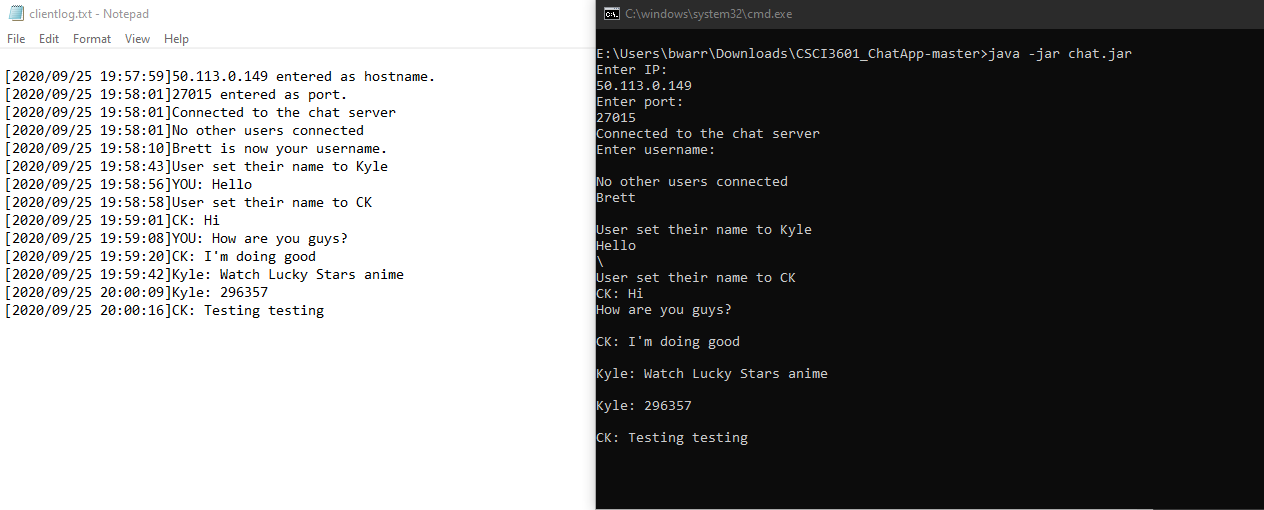 clientlog.txt - Notepad
File Edit Format View Help
[2020/09/25 19:57:59]50.113.0.149 entered as hostname.
[2020/09/25 19:58:01]27015 entered as port.
[2020/09/25 19:58:01]Connected to the chat server
[2020/09/25 19:58:01]No other users connected
[2020/09/25 19:58:10]Brett is now your username.
[2020/09/25 19:58:43]User set their name to Kyle
[2020/09/25 19:58:56]YOU: Hello
[2020/09/25 19:58:58]User set their name to CK
[2020/09/25 19:59:01]CK: Hi
[2020/09/25 19:59:08]YOU: How are you guys?
[2020/09/25 19:59:20]CK: I'm doing good
[2020/09/25 19:59:42]Kyle: Watch Lucky Stars anime
[2020/09/25 20:00:09]Kyle: 296357
[2020/09/25 20:00:16]CK: Testing testing
C:\windows\system32\cmd.exe
E:\Users\bwarr\Downloads\CSCI3601_ChatApp-master>java -jar chat.jar
Enter IP:
50.113.0.149
Enter port:
27015
Connected to the chat server
Enter username:
No other users connected
Brett
User set their name to Kyle
Hello
\
User set their name to CK
CK: Hi
How are you guys?
CK: I'm doing good
Kyle: Watch Lucky Stars anime
Kyle: 296357
CK: Testing testing